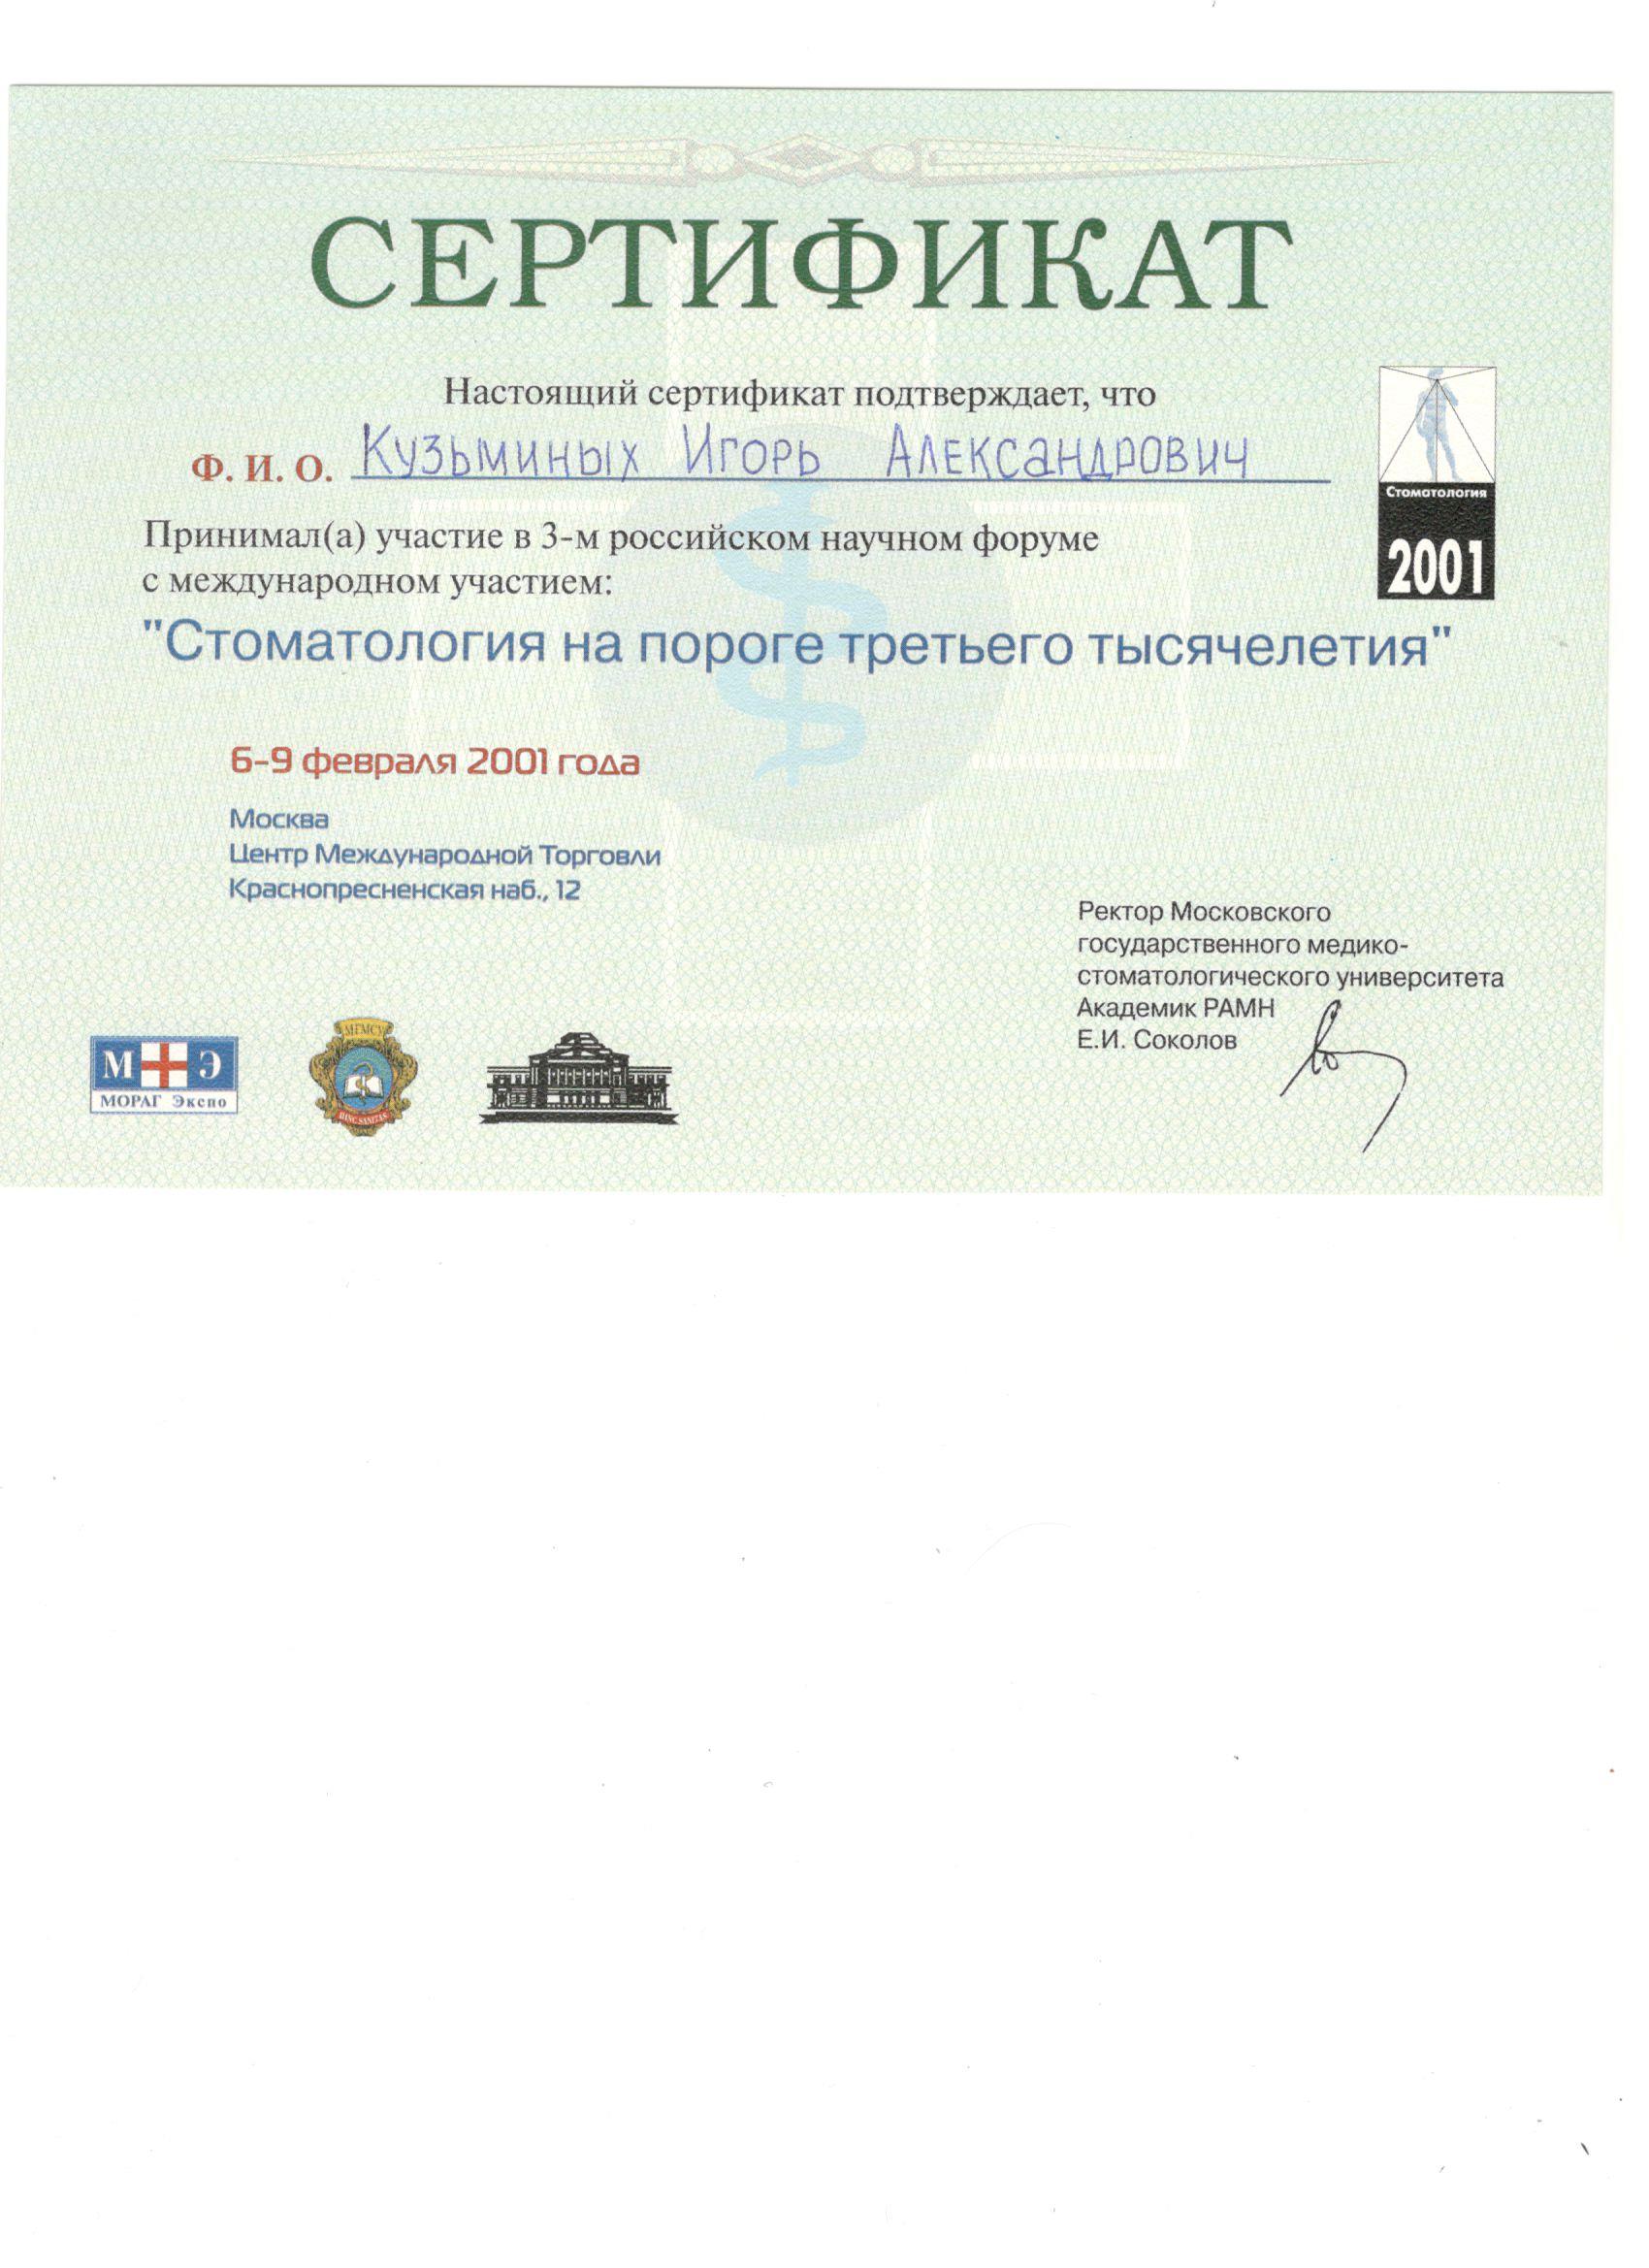 СЕРТИФИКАТ
Настоящий сертификат подтверждает, что
Ф. И. О. Кузьминых Игорь Александрович
Стоматология
2001
Принимал(а) участие в 3-м российском научном форуме
с международном участием:
"Стоматология на пороге третьего тысячелетия"
6-9 февраля 2001 года
Москва
Центр Международной Торговли
Краснопресненская наб., 12
Ректор Московского
государственного медико-
стоматологического университета
Академик РАМН
Е.И. Соколов
М Э
МОРАГ Экспо
МГМСУ
HINC SANITAS